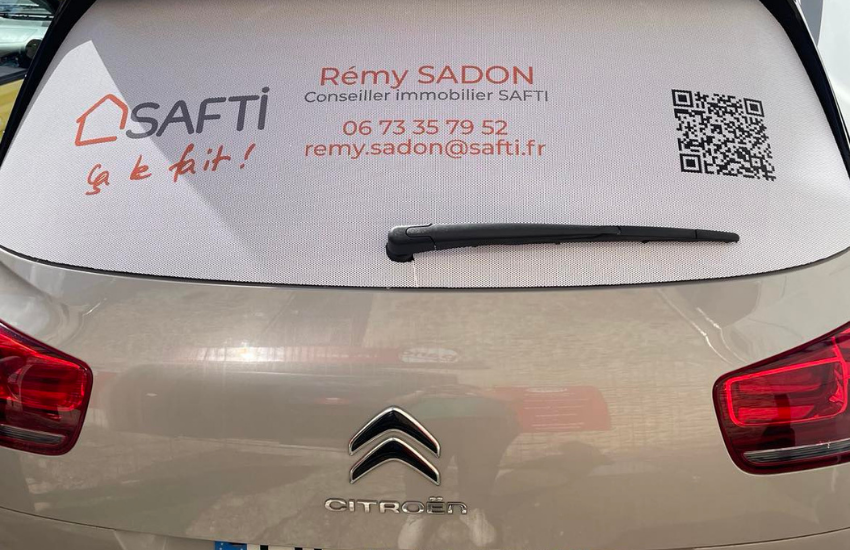 SAFTI
ça le fait !
Rémy SADON
Conseiller immobilier SAFTI
06 73 35 79 52
remy.sadon@safti.fr
CITROËN